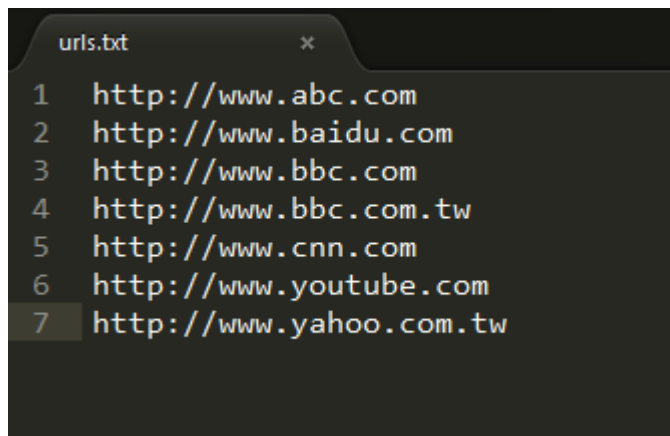 urls.txt ×
1 http://www.abc.com
2 http://www.baidu.com
3 http://www.bbc.com
4 http://www.bbc.com.tw
5 http://www.cnn.com
6 http://www.youtube.com
7 http://www.yahoo.com.tw